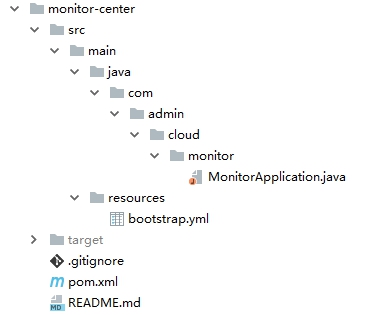 monitor-center
src
main
java
com
admin
cloud
monitor
MonitorApplication.java
resources
bootstrap.yml
target
.gitignore
pom.xml
README.md